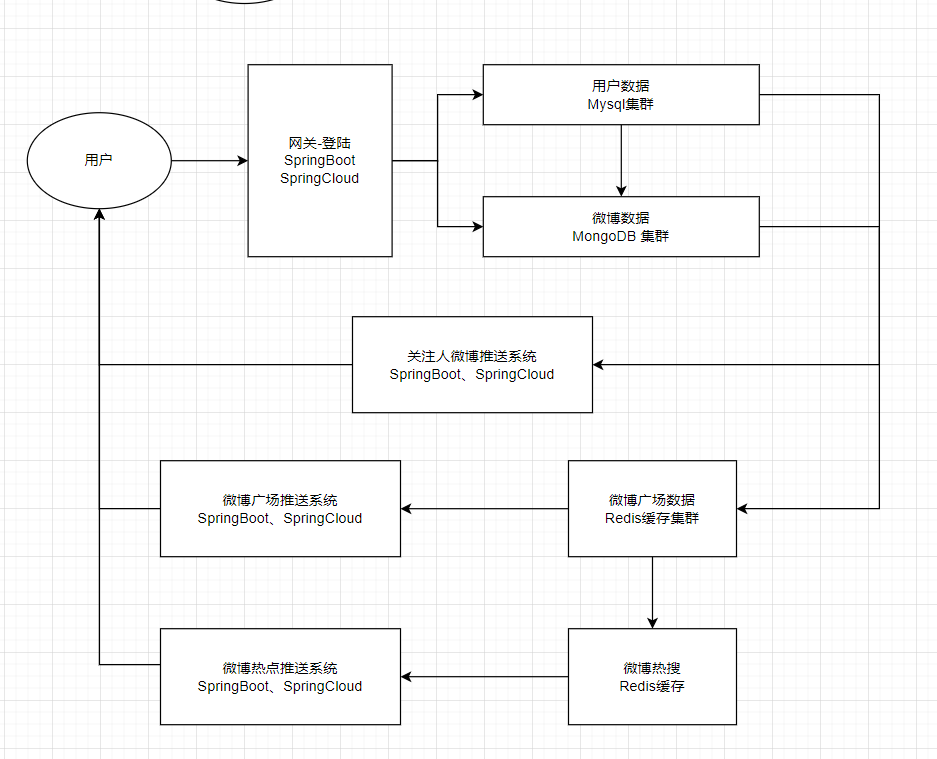 用户
网关-登陆
SpringBoot
SpringCloud
用户数据
Mysql集群
微博数据
MongoDB 集群
关注人微博推送系统
SpringBoot、SpringCloud
微博广场推送系统
SpringBoot、SpringCloud
微博广场数据
Redis缓存集群
微博热点推送系统
SpringBoot、SpringCloud
微博热搜
Redis缓存